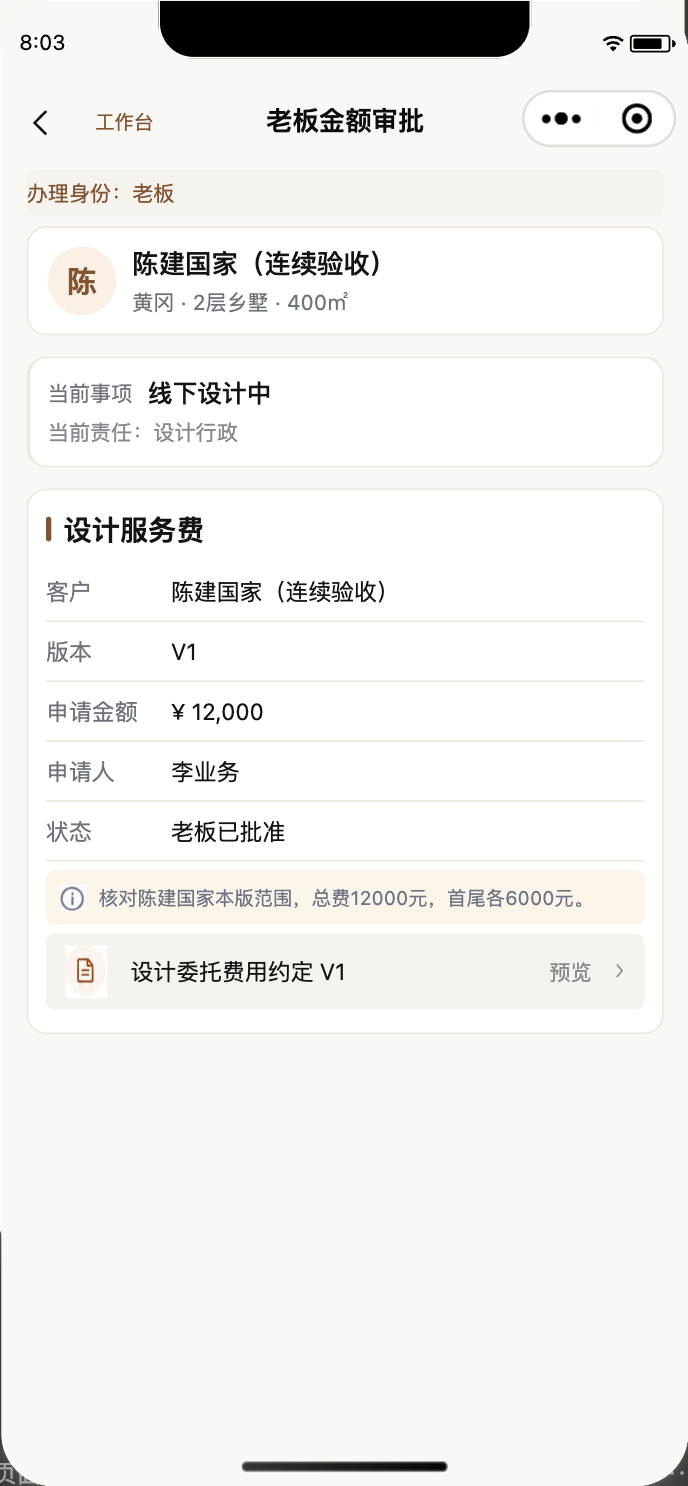 8:03
工作台
老板金额审批
办理身份：老板
陈
陈建国家（连续验收）
黄冈 · 2层乡墅 · 400㎡
当前事项 线下设计中
当前责任：设计行政
设计服务费
客户 陈建国家（连续验收）
版本 V1
申请金额 ¥ 12,000
申请人 李业务
状态 老板已批准
核对陈建国家本版范围，总费12000元，首尾各6000元。
设计委托费用约定 V1 预览